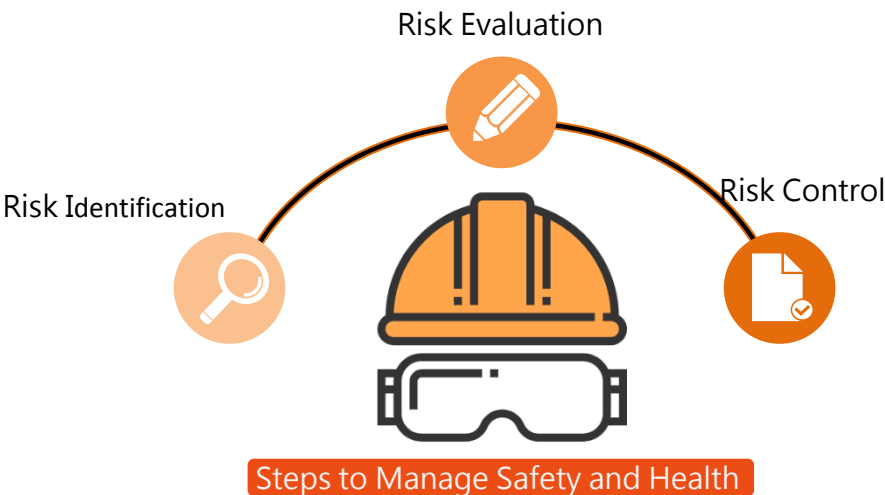 Risk Evaluation
Risk Identification
Risk Control
Steps to Manage Safety and Health